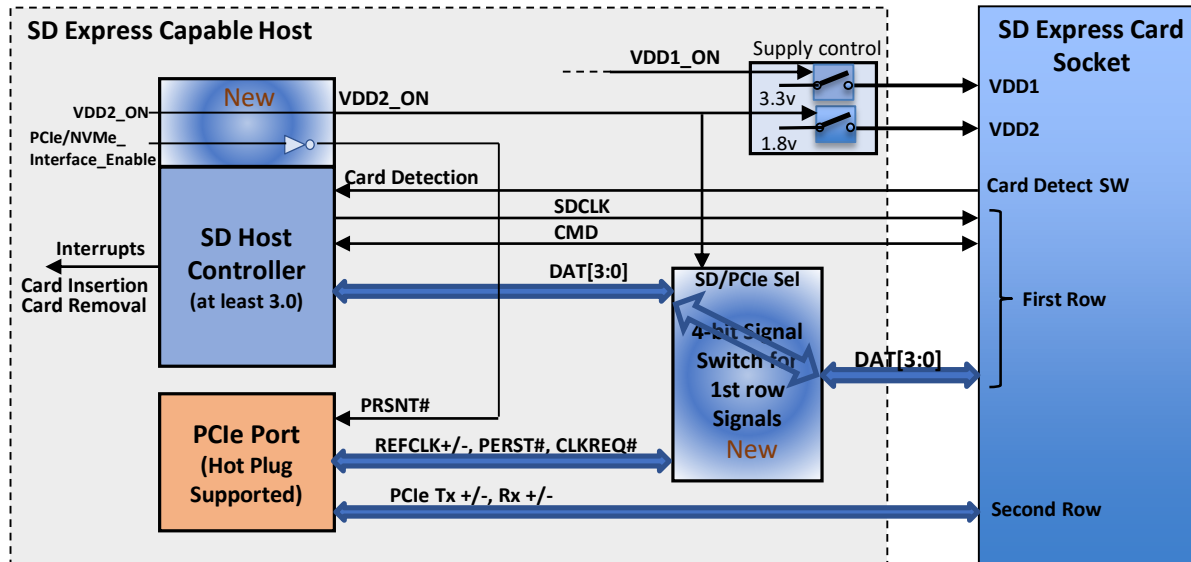 SD Express Capable Host
SD Express Card
Socket
Supply control
VDD1_ON
3.3v
VDD1
New
VDD2_ON
VDD2_ON
1.8v
VDD2
PCIe/NVMe_
Interface_Enable
Card Detection
Card Detect SW
SDCLK
CMD
SD Host
Controller
(at least 3.0)
Interrupts
Card Insertion
Card Removal
DAT[3:0]
SD/PCIe Sel
4-bit Signal
Switch for
1st row
Signals
New
DAT[3:0]
First Row
PRSNT#
PCIe Port
(Hot Plug
Supported)
REFCLK+/-, PERST#, CLKREQ#
PCIe Tx +/-, Rx +/-
Second Row